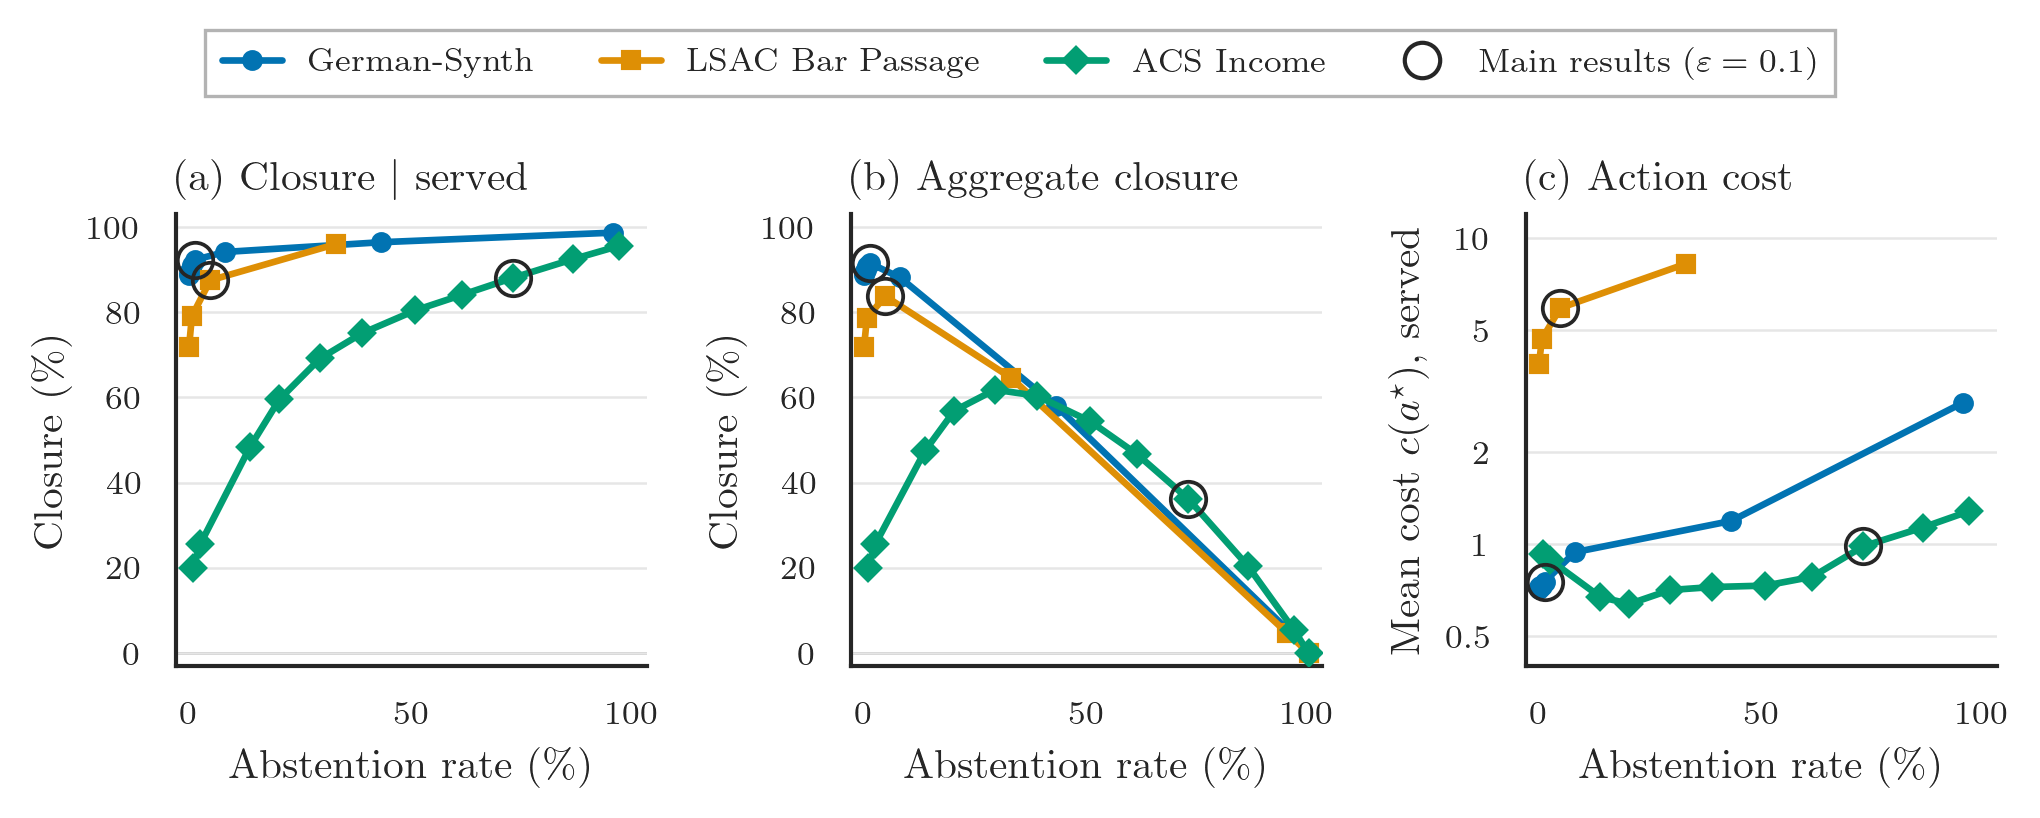 German-Synth LSAC Bar Passage ACS Income Main results (ε = 0.1)
(a) Closure | served
Closure (%)
100
80
60
40
20
0
0 50 100
Abstention rate (%)
(b) Aggregate closure
Closure (%)
100
80
60
40
20
0
0 50 100
Abstention rate (%)
(c) Action cost
Mean cost c(a⋆), served
10
5
2
1
0.5
0 50 100
Abstention rate (%)